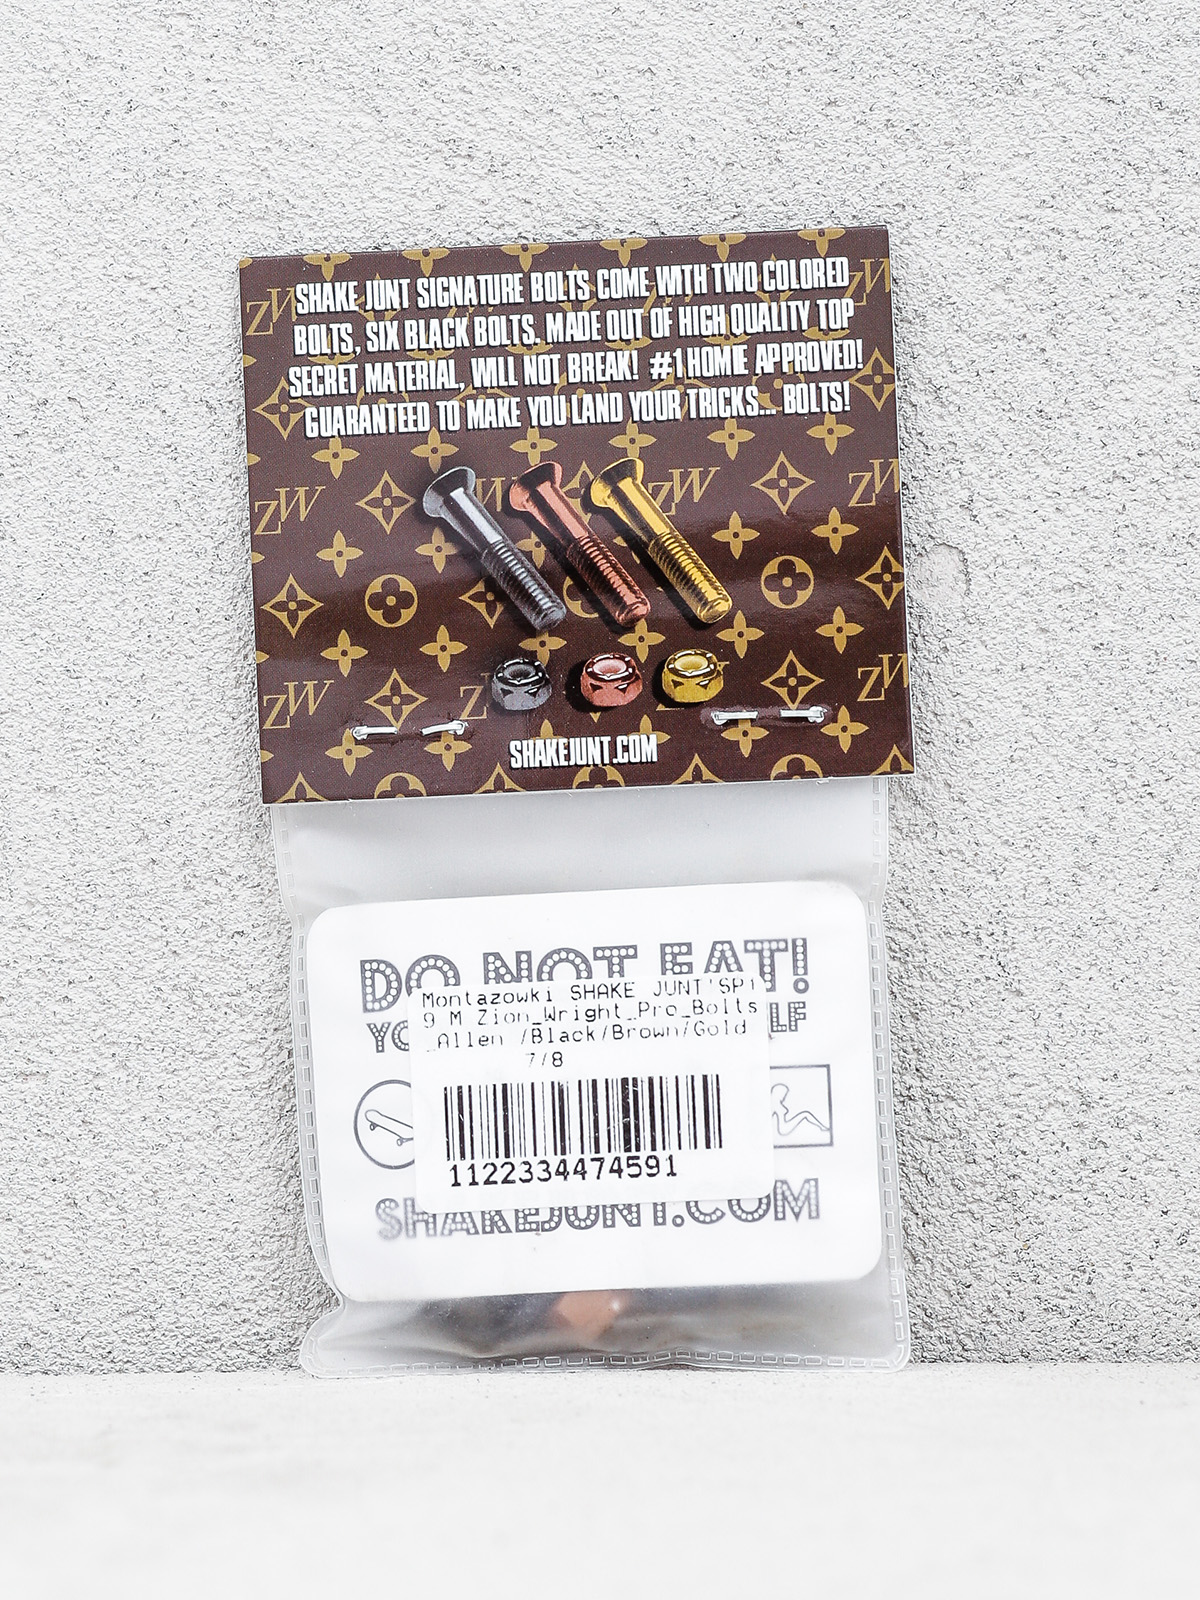 SHAKE JUNT SIGNATURE BOLTS COME WITH TWO COLORED
BOLTS, SIX BLACK BOLTS. MADE OUT OF HIGH QUALITY TOP
SECRET MATERIAL, WILL NOT BREAK! #1 HOMIE APPROVED!
GUARANTEED TO MAKE YOU LAND YOUR TRICKS... BOLTS!
ZW
ZW
ZW
ZW
ZW
ZW
ZW
SHAKEJUNT.COM
DO NOT EAT!
Montazowki SHAKE JUNT'SP1
9 M Zion_Wright_Pro_Bolts
_Allen /Black/Brown/Gold
7/8
1122334474591
SHAKEJUNT.COM